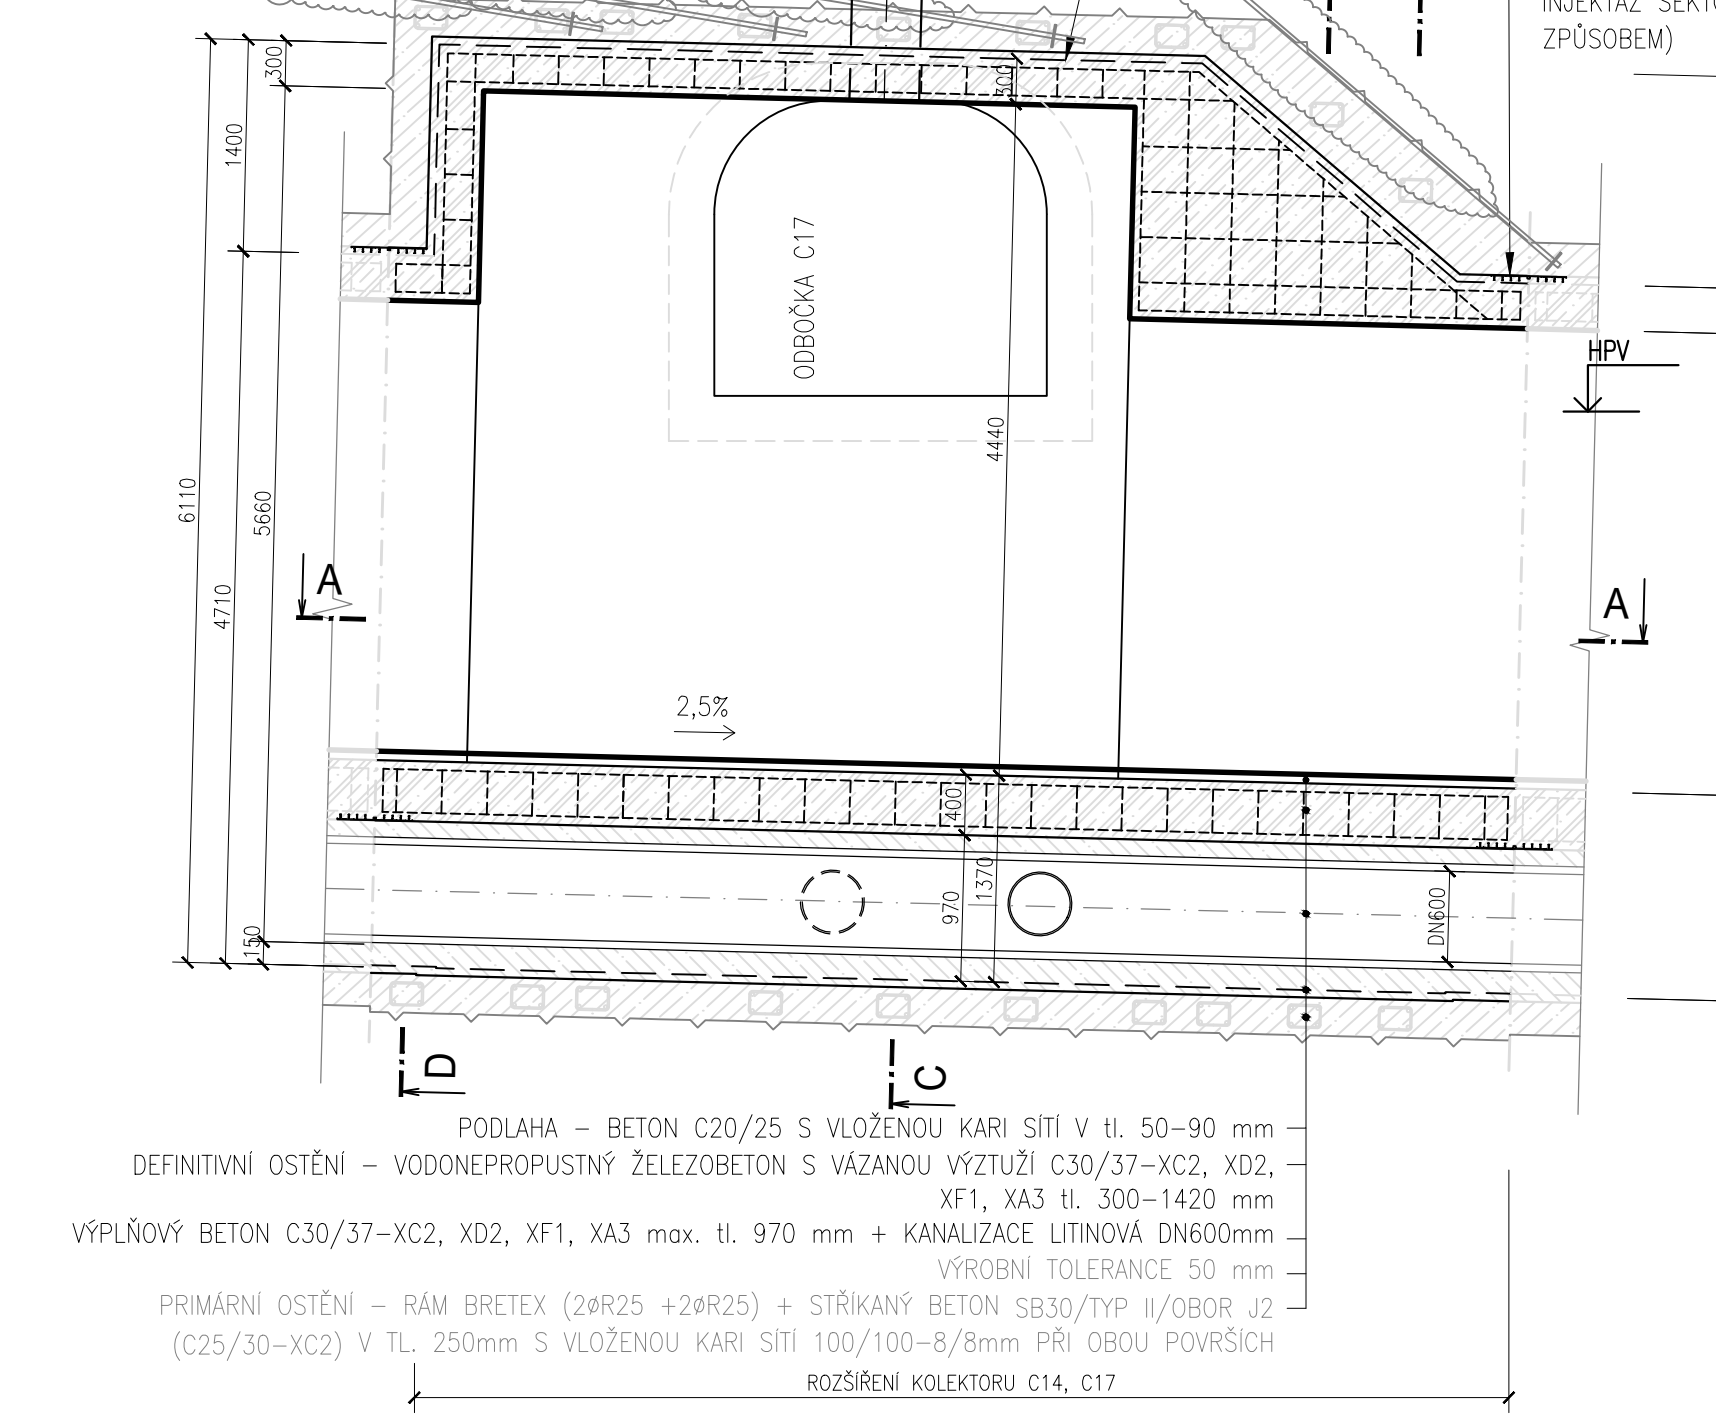 INJEKTÁŽ
ZPŮSOBEM)
300
300
1400
ODBOČKA C17
HPV
4440
6110
5660
4710
A
A
2,5%
400
1370
970
150
DN600
D
C
PODLAHA – BETON C20/25 S VLOŽENOU KARI SÍTÍ V tl. 50–90 mm
DEFINITIVNÍ OSTĚNÍ – VODONEPROPUSTNÝ ŽELEZOBETON S VÁZANOU VÝZTUŽÍ C30/37–XC2, XD2,
XF1, XA3 tl. 300–1420 mm
VÝPLŇOVÝ BETON C30/37–XC2, XD2, XF1, XA3 max. tl. 970 mm + KANALIZACE LITINOVÁ DN600mm
VÝROBNÍ TOLERANCE 50 mm
PRIMÁRNÍ OSTĚNÍ – RÁM BRETEX (2øR25 +2øR25) + STŘÍKANÝ BETON SB30/TYP II/OBOR J2
(C25/30–XC2) V TL. 250mm S VLOŽENOU KARI SÍTÍ 100/100–8/8mm PŘI OBOU POVRŠÍCH
ROZŠÍŘENÍ KOLEKTORU C14, C17